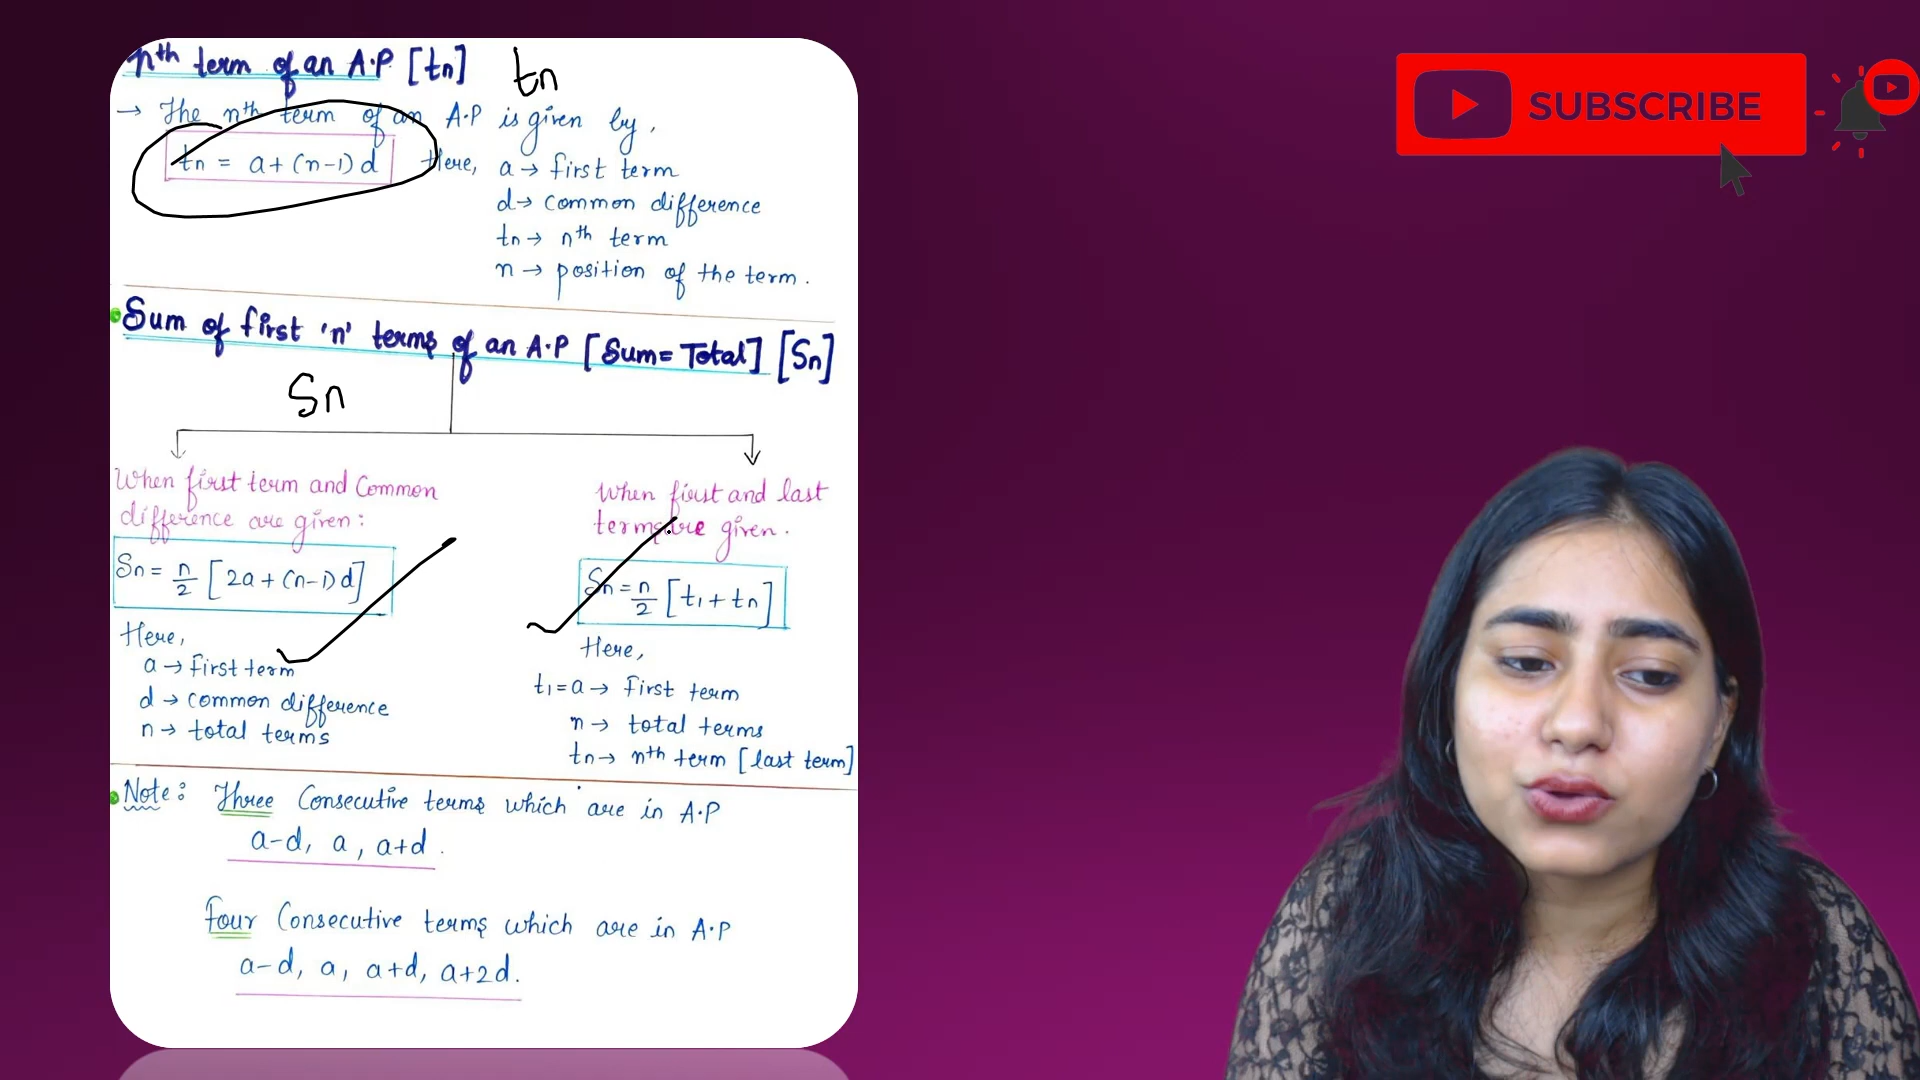 nth term of an A.P [tn] tn
→ The nth term of an A.P is given by,
tn = a+(n-1)d Here, a→ first term
d→ common difference
tn→ nth term
n→ position of the term.
Sum of first 'n' terms of an A.P [Sum=Total] [Sn]
Sn
When first term and Common
difference are given:
Sn = n/2 [2a+(n-1)d]
Here,
a→ first term
d→ common difference
n→ total terms
When first and last
terms are given.
Sn = n/2 [t1+tn]
Here,
t1=a→ first term
n→ total terms
tn→ nth term [last term]
Note: Three Consecutive terms which are in A.P
a-d, a, a+d.
Four Consecutive terms which are in A.P
a-d, a, a+d, a+2d.
SUBSCRIBE